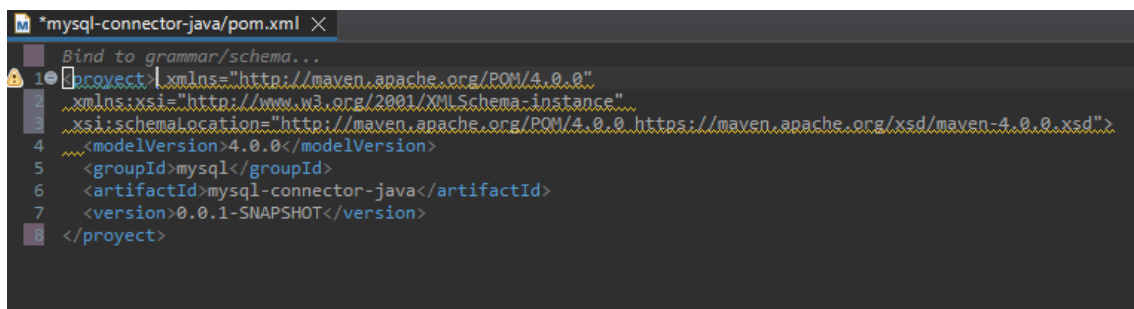 *mysql-connector-java/pom.xml
Bind to grammar/schema...
1 <proyect> xmlns="http://maven.apache.org/POM/4.0.0"
2 xmlns:xsi="http://www.w3.org/2001/XMLSchema-instance"
3 xsi:schemaLocation="http://maven.apache.org/POM/4.0.0 https://maven.apache.org/xsd/maven-4.0.0.xsd">
4 <modelVersion>4.0.0</modelVersion>
5 <groupId>mysql</groupId>
6 <artifactId>mysql-connector-java</artifactId>
7 <version>0.0.1-SNAPSHOT</version>
8 </proyect>